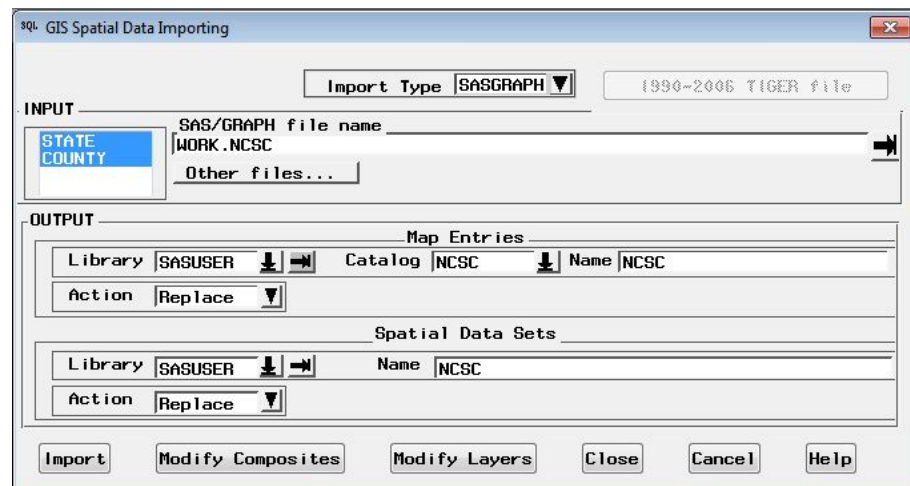 SQL GIS Spatial Data Importing
Import Type SASGRAPH 1990-2006 TIGER file
INPUT
SAS/GRAPH file name
STATE
COUNTY
WORK.NCSC
Other files...
OUTPUT
Map Entries
Library SASUSER Catalog NCSC Name NCSC
Action Replace
Spatial Data Sets
Library SASUSER Name NCSC
Action Replace
Import Modify Composites Modify Layers Close Cancel Help